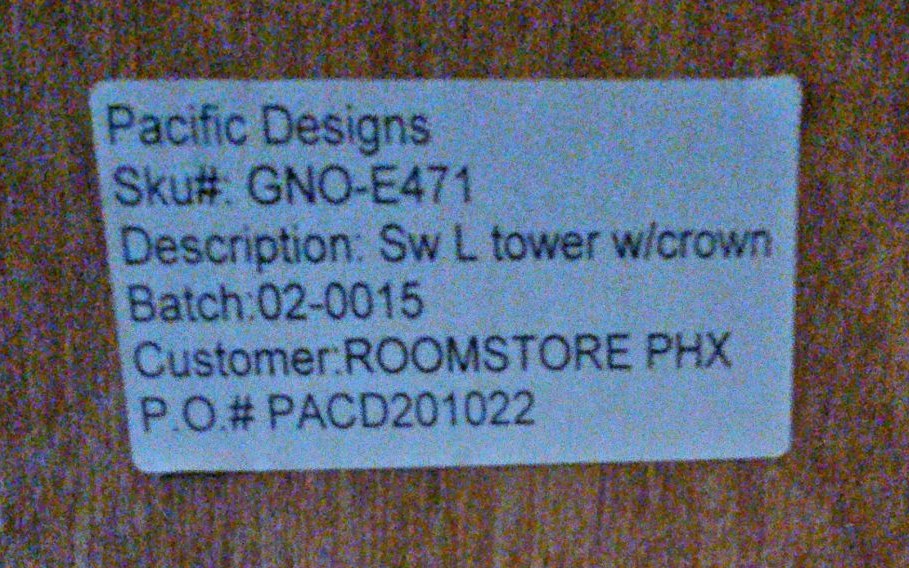 Pacific Designs
Sku#: GNO-E471
Description: Sw L tower w/crown
Batch:02-0015
Customer:ROOMSTORE PHX
P.O.# PACD201022